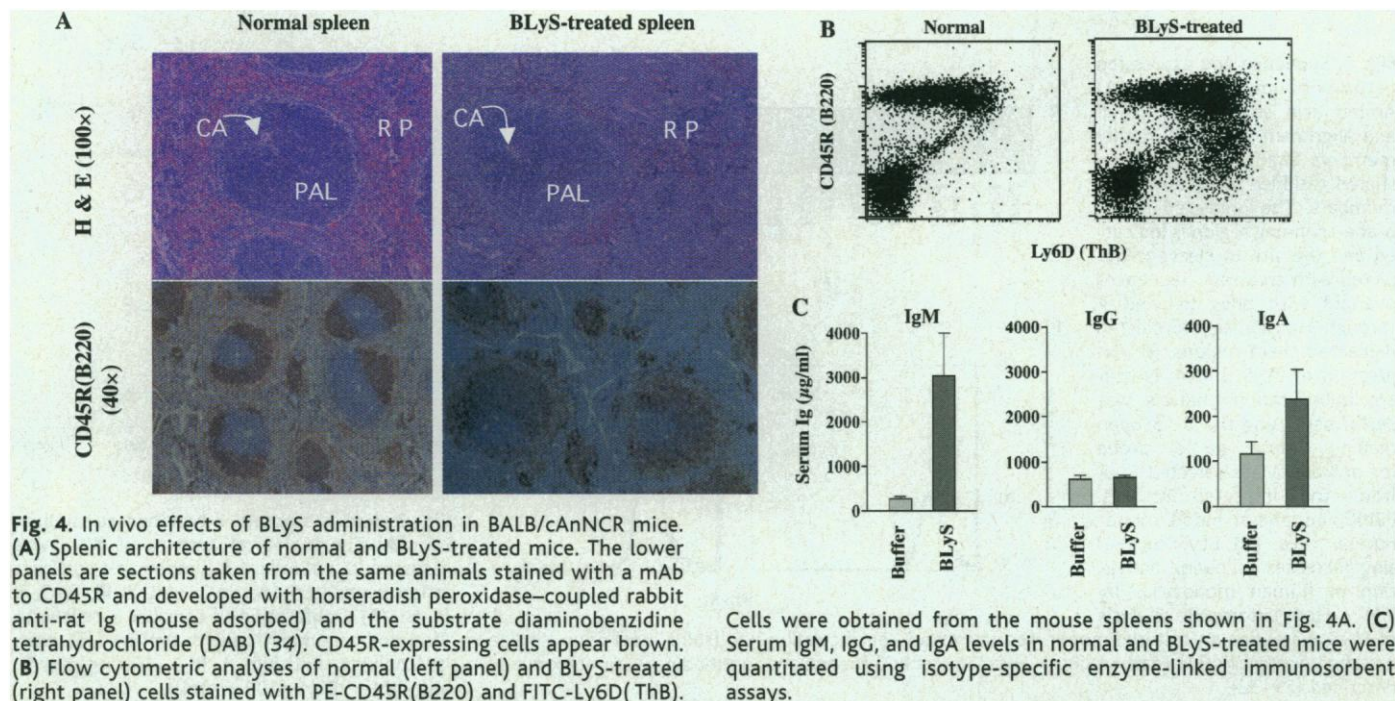 A
Normal spleen
BLyS-treated spleen
H & E (100×)
CA
R P
PAL
CA
R P
PAL
CD45R(B220)
(40×)
B
Normal
BLyS-treated
CD45R (B220)
Ly6D (ThB)
C
IgM
IgG
IgA
Serum Ig (µg/ml)
4000
3000
2000
1000
0
4000
3000
2000
1000
0
400
300
200
100
0
Buffer
BLyS
Buffer
BLyS
Buffer
BLyS
Fig. 4. In vivo effects of BLyS administration in BALB/cAnNCR mice.
(A) Splenic architecture of normal and BLyS-treated mice. The lower
panels are sections taken from the same animals stained with a mAb
to CD45R and developed with horseradish peroxidase–coupled rabbit
anti-rat Ig (mouse adsorbed) and the substrate diaminobenzidine
tetrahydrochloride (DAB) (34). CD45R-expressing cells appear brown.
(B) Flow cytometric analyses of normal (left panel) and BLyS-treated
(right panel) cells stained with PE-CD45R(B220) and FITC-Ly6D(ThB).
Cells were obtained from the mouse spleens shown in Fig. 4A. (C)
Serum IgM, IgG, and IgA levels in normal and BLyS-treated mice were
quantitated using isotype-specific enzyme-linked immunosorbent
assays.